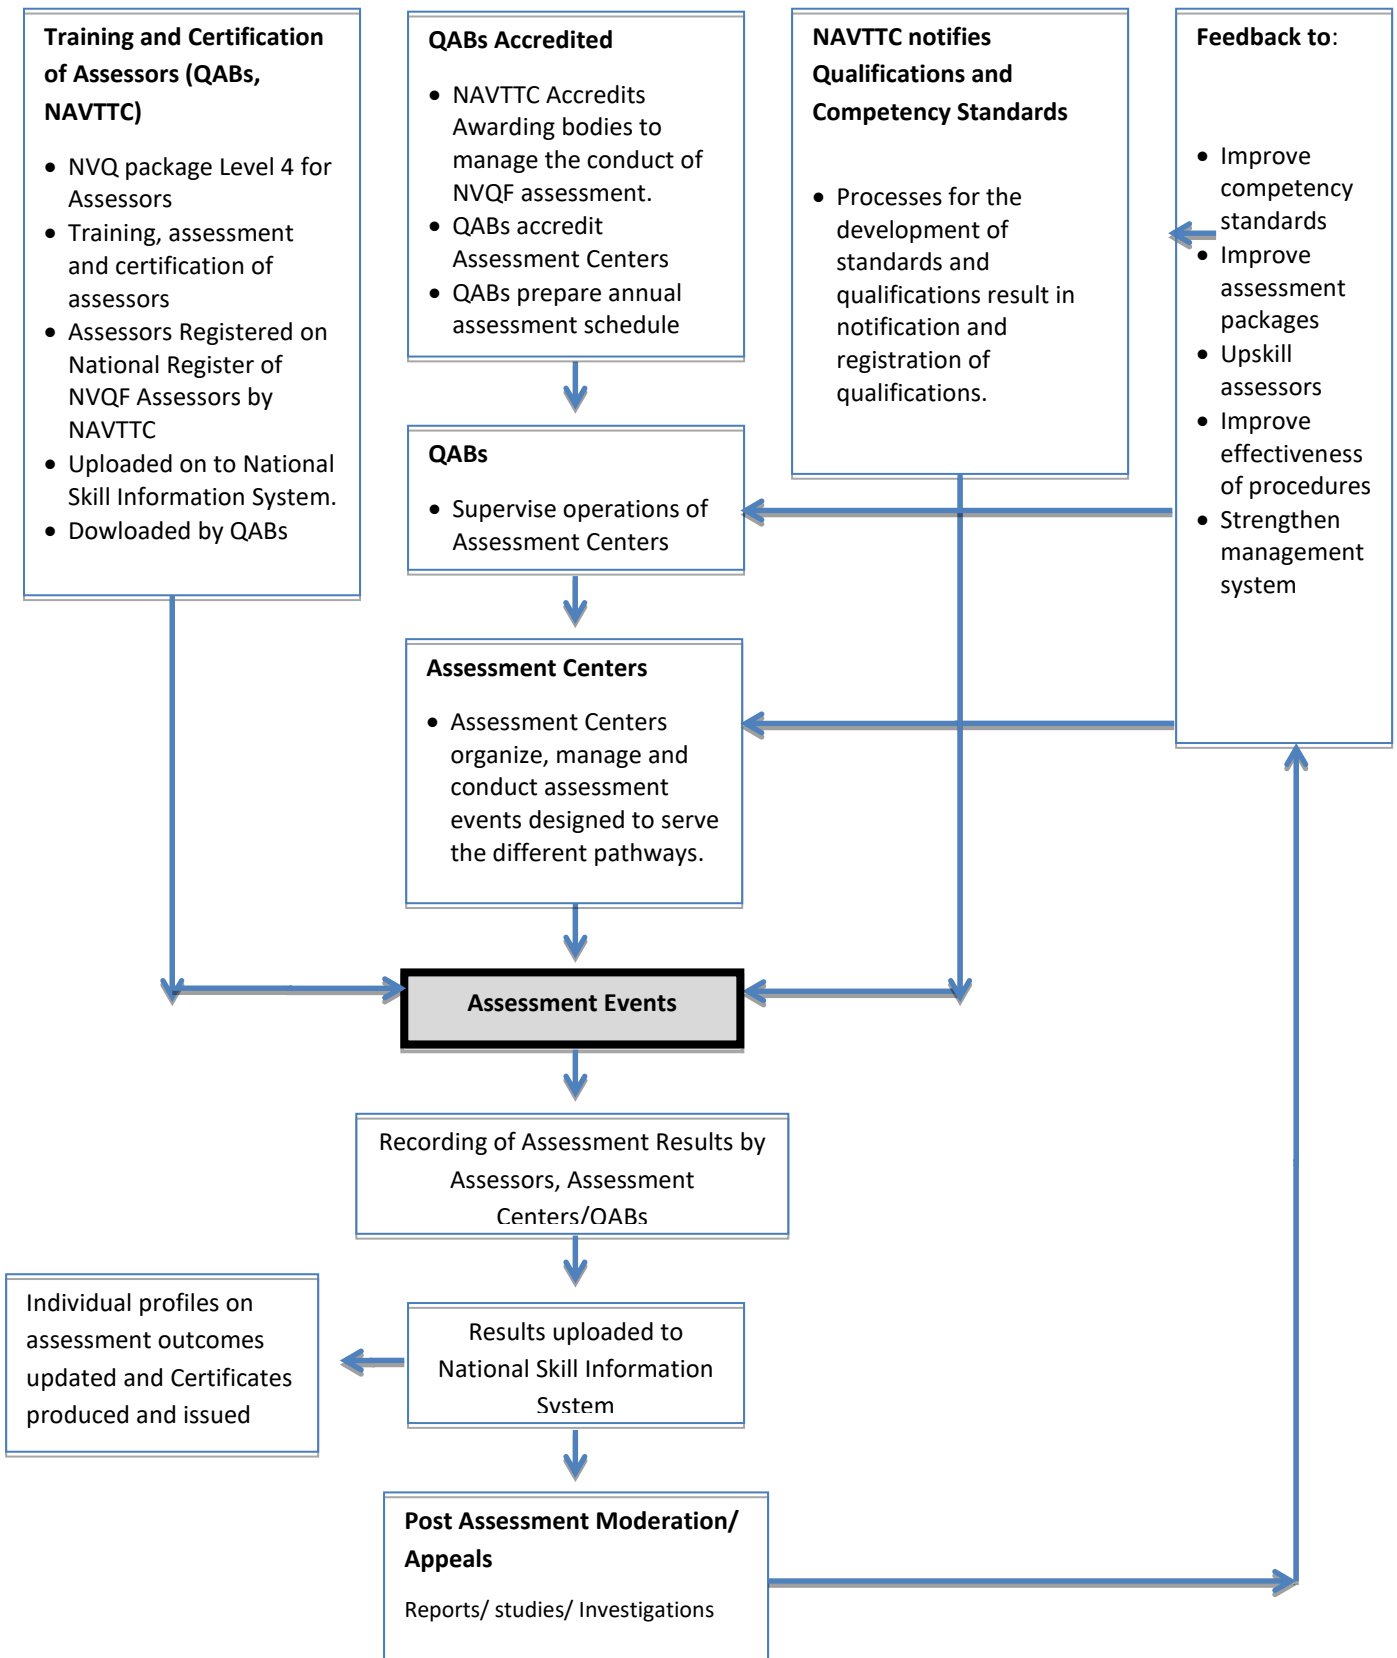 Training and Certification
of Assessors (QABs,
NAVTTC)
• NVQ package Level 4 for
Assessors
• Training, assessment
and certification of
assessors
• Assessors Registered on
National Register of
NVQF Assessors by
NAVTTC
• Uploaded on to National
Skill Information System.
• Dowloaded by QABs
QABs Accredited
• NAVTTC Accredits
Awarding bodies to
manage the conduct of
NVQF assessment.
• QABs accredit
Assessment Centers
• QABs prepare annual
assessment schedule
NAVTTC notifies
Qualifications and
Competency Standards
• Processes for the
development of
standards and
qualifications result in
notification and
registration of
qualifications.
Feedback to:
• Improve
competency
standards
• Improve
assessment
packages
• Upskill
assessors
• Improve
effectiveness
of procedures
• Strengthen
management
system
QABs
• Supervise operations of
Assessment Centers
Assessment Centers
• Assessment Centers
organize, manage and
conduct assessment
events designed to serve
the different pathways.
Assessment Events
Recording of Assessment Results by
Assessors, Assessment
Centers/QABs
Individual profiles on
assessment outcomes
updated and Certificates
produced and issued
Results uploaded to
National Skill Information
System
Post Assessment Moderation/
Appeals
Reports/ studies/ Investigations